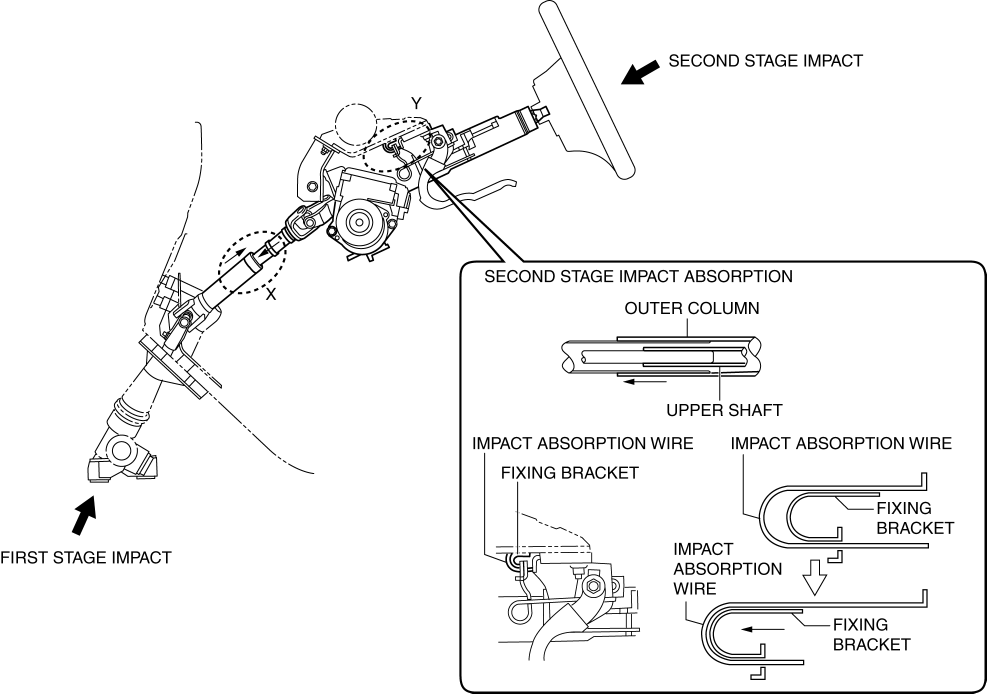 SECOND STAGE IMPACT
Y
X
FIRST STAGE IMPACT
SECOND STAGE IMPACT ABSORPTION
OUTER COLUMN
UPPER SHAFT
IMPACT ABSORPTION WIRE
FIXING BRACKET
IMPACT ABSORPTION WIRE
FIXING
BRACKET
IMPACT
ABSORPTION
WIRE
FIXING
BRACKET